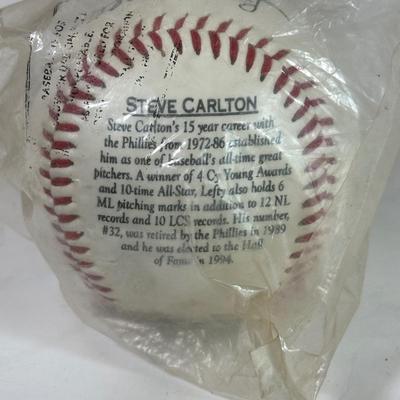 STEVE CARLTON
Steve Carlton's 15 year career with
the Phillies from 1972-86 established
him as one of baseball's all-time great
pitchers. A winner of 4 Cy Young Awards
and 10-time All-Star, Lefty also holds 6
ML pitching marks in addition to 12 NL
records and 10 LCS records. His number,
#32, was retired by the Phillies in 1989
and he was elected to the Hall
of Fame in 1994.